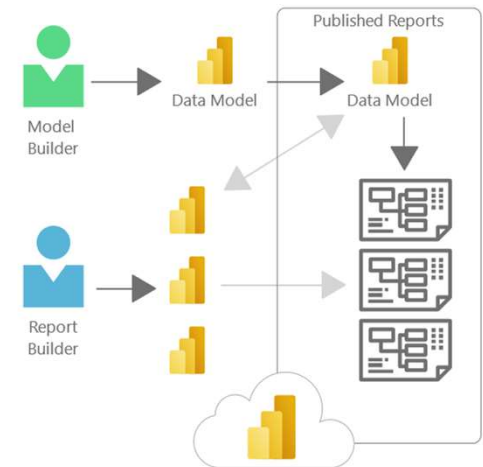 Published Reports
Data Model
Data Model
Model
Builder
Report
Builder